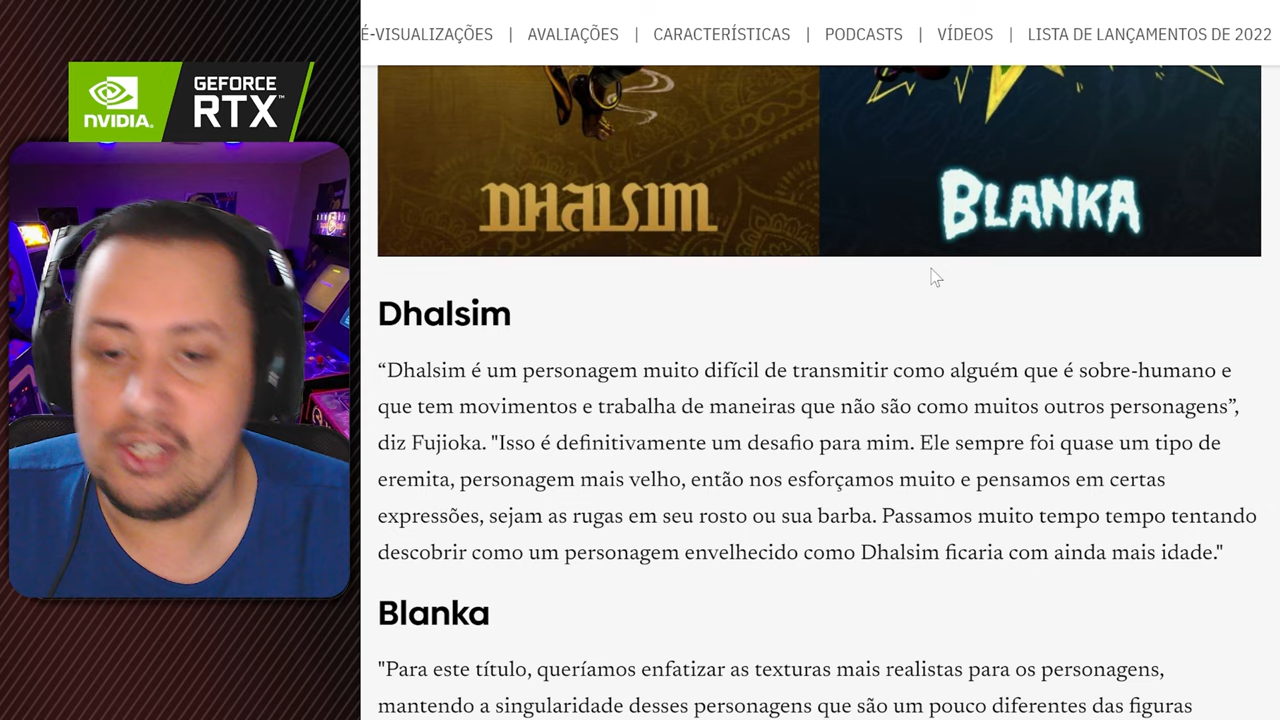 É-VISUALIZAÇÕES | AVALIAÇÕES | CARACTERÍSTICAS | PODCASTS | VÍDEOS | LISTA DE LANÇAMENTOS DE 2022
NVIDIA.
GEFORCE
RTX™
DHALSIM
BLANKA
Dhalsim
“Dhalsim é um personagem muito difícil de transmitir como alguém que é sobre-humano e
que tem movimentos e trabalha de maneiras que não são como muitos outros personagens”,
diz Fujioka. "Isso é definitivamente um desafio para mim. Ele sempre foi quase um tipo de
eremita, personagem mais velho, então nos esforçamos muito e pensamos em certas
expressões, sejam as rugas em seu rosto ou sua barba. Passamos muito tempo tempo tentando
descobrir como um personagem envelhecido como Dhalsim ficaria com ainda mais idade."
Blanka
"Para este título, queríamos enfatizar as texturas mais realistas para os personagens,
mantendo a singularidade desses personagens que são um pouco diferentes das figuras